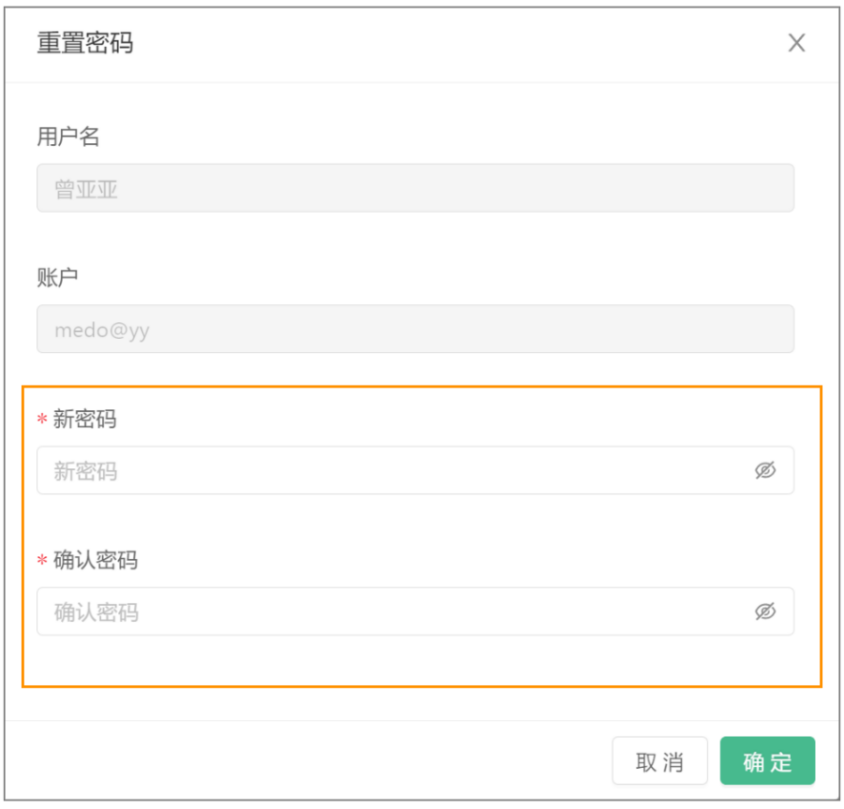 重置密码
用户名
曾亚亚
账户
medo@yy
* 新密码
新密码
* 确认密码
确认密码
取 消
确 定